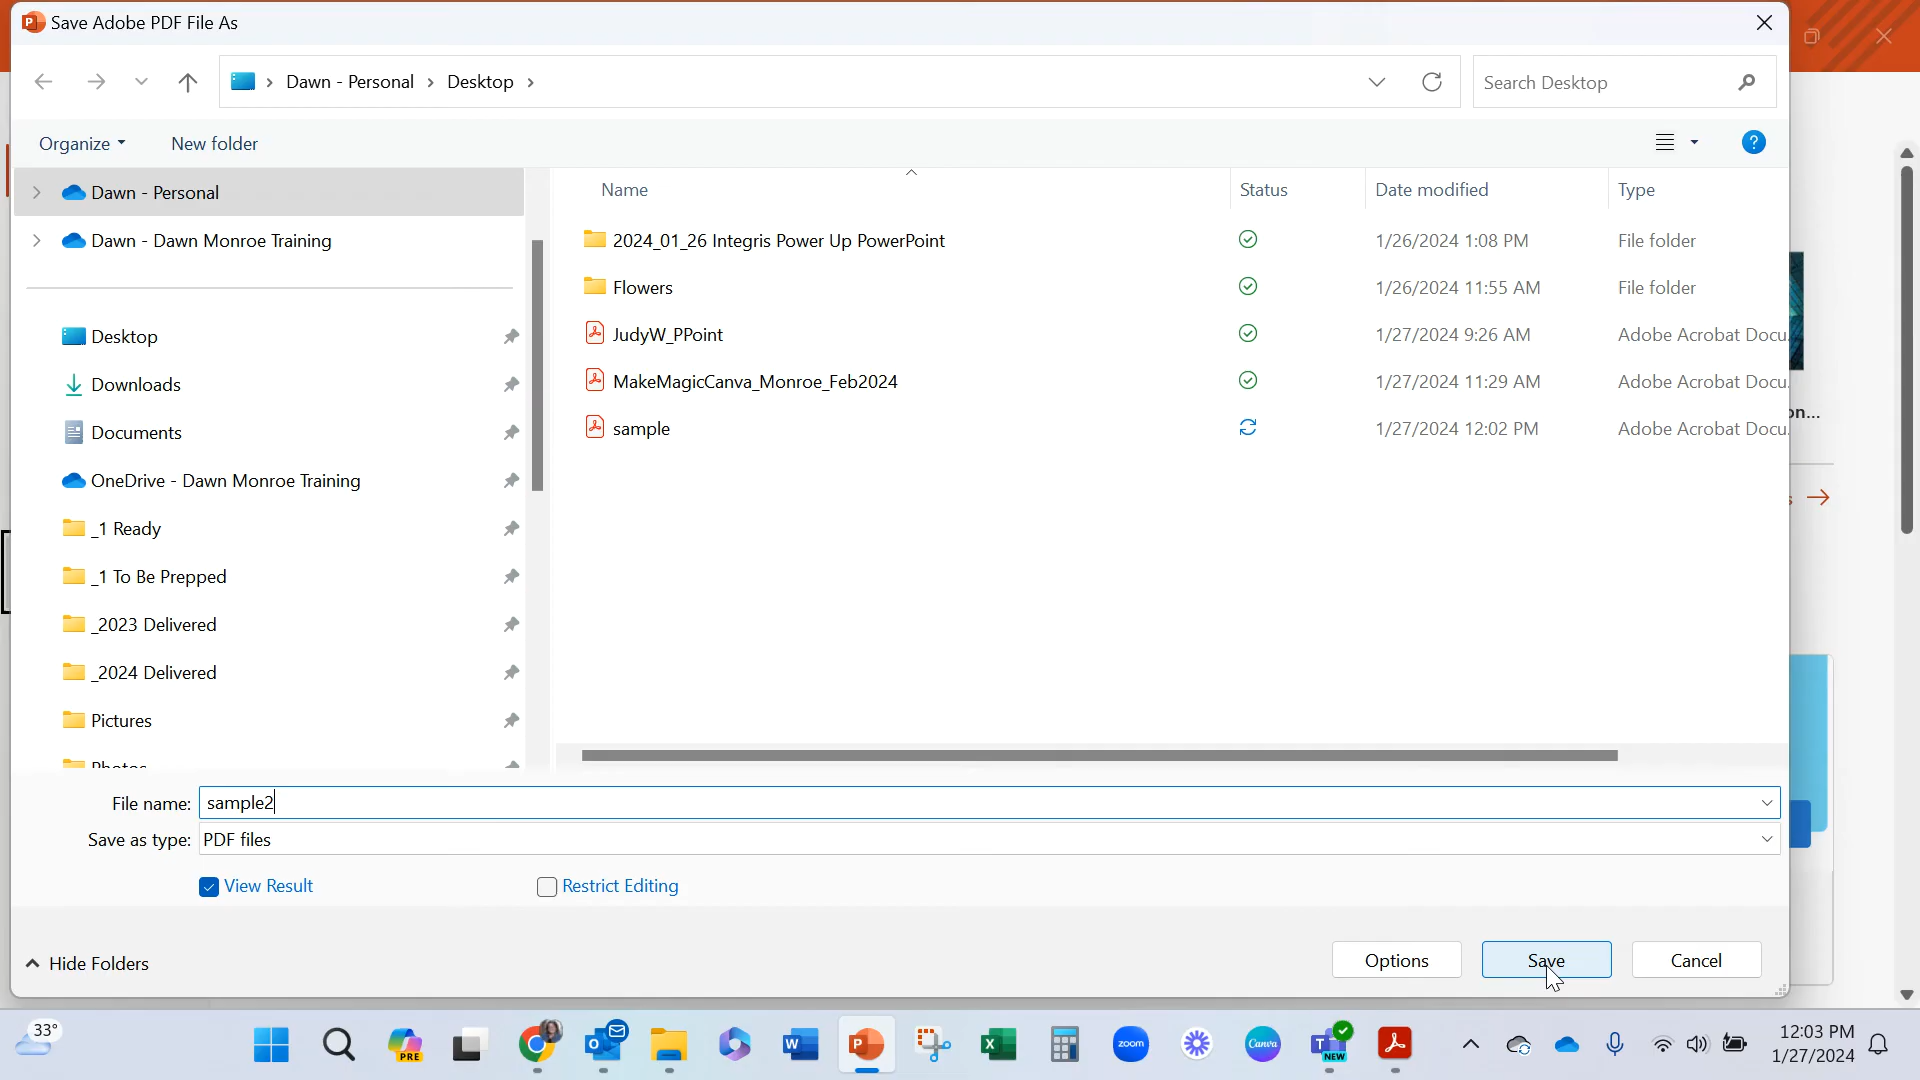 Save Adobe PDF File As
Dawn - Personal > Desktop >
Search Desktop
Organize
New folder
Dawn - Personal
Dawn - Dawn Monroe Training
Desktop
Downloads
Documents
OneDrive - Dawn Monroe Training
_1 Ready
_1 To Be Prepped
_2023 Delivered
_2024 Delivered
Pictures
Photos
Name Status Date modified Type
2024_01_26 Integris Power Up PowerPoint 1/26/2024 1:08 PM File folder
Flowers 1/26/2024 11:55 AM File folder
JudyW_PPoint 1/27/2024 9:26 AM Adobe Acrobat Docu
MakeMagicCanva_Monroe_Feb2024 1/27/2024 11:29 AM Adobe Acrobat Docu
sample 1/27/2024 12:02 PM Adobe Acrobat Docu
on...
s
File name: sample2
Save as type: PDF files
View Result
Restrict Editing
Hide Folders
Options
Save
Cancel
33°
PRE
zoom
Canva
NEW
12:03 PM
1/27/2024